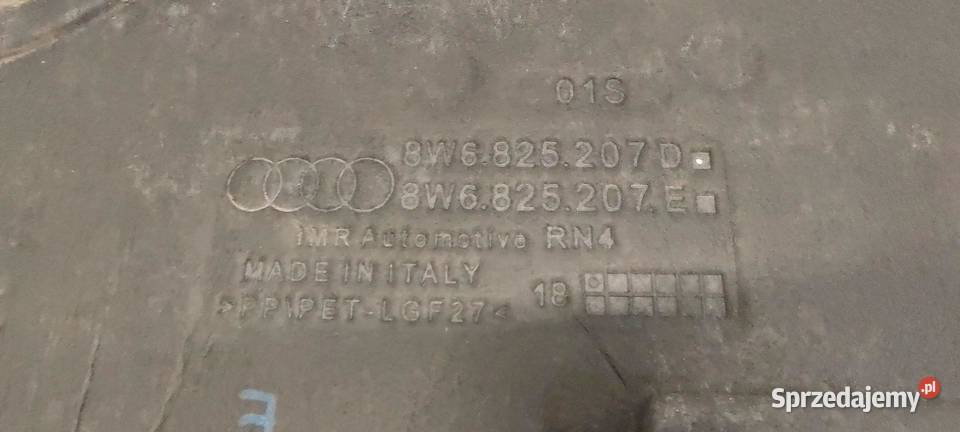 01S
8W6.825.207 D
8W6.825.207 E
IMR Automotive RN4
MADE IN ITALY
18
>PP\PET-LGF27<
Sprzedajemy.pl